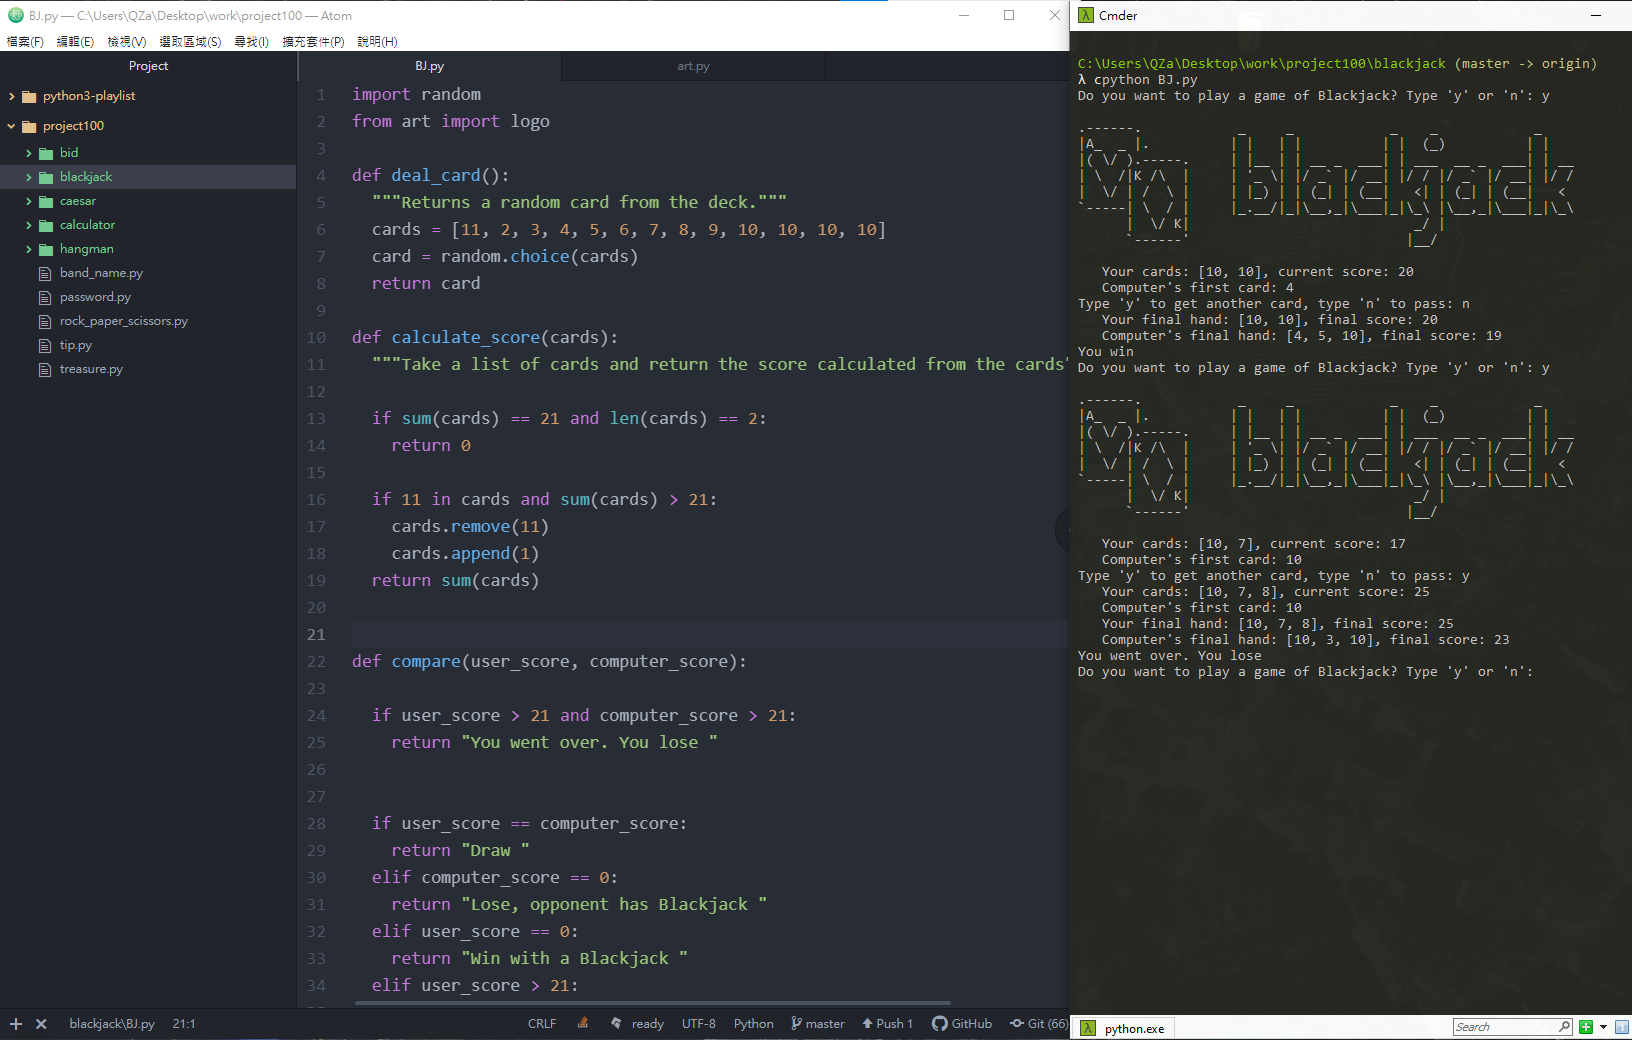 BJ.py — C:\Users\QZa\Desktop\work\project100 — Atom
檔案(F) 編輯(E) 檢視(V) 選取區域(S) 尋找(I) 擴充套件(P) 說明(H)
Project
python3-playlist
project100
bid
blackjack
caesar
calculator
hangman
band_name.py
password.py
rock_paper_scissors.py
tip.py
treasure.py
BJ.py art.py
1 import random
2 from art import logo
3
4 def deal_card():
5 """Returns a random card from the deck."""
6 cards = [11, 2, 3, 4, 5, 6, 7, 8, 9, 10, 10, 10, 10]
7 card = random.choice(cards)
8 return card
9
10 def calculate_score(cards):
11 """Take a list of cards and return the score calculated from the cards"
12
13 if sum(cards) == 21 and len(cards) == 2:
14 return 0
15
16 if 11 in cards and sum(cards) > 21:
17 cards.remove(11)
18 cards.append(1)
19 return sum(cards)
20
21
22 def compare(user_score, computer_score):
23
24 if user_score > 21 and computer_score > 21:
25 return "You went over. You lose "
26
27
28 if user_score == computer_score:
29 return "Draw "
30 elif computer_score == 0:
31 return "Lose, opponent has Blackjack "
32 elif user_score == 0:
33 return "Win with a Blackjack "
34 elif user_score > 21:
blackjack\BJ.py 21:1 CRLF ready UTF-8 Python master Push 1 GitHub Git (66)
Cmder
C:\Users\QZa\Desktop\work\project100\blackjack (master -> origin)
λ cpython BJ.py
Do you want to play a game of Blackjack? Type 'y' or 'n': y
blackjack
Your cards: [10, 10], current score: 20
Computer's first card: 4
Type 'y' to get another card, type 'n' to pass: n
Your final hand: [10, 10], final score: 20
Computer's final hand: [4, 5, 10], final score: 19
You win
Do you want to play a game of Blackjack? Type 'y' or 'n': y
blackjack
Your cards: [10, 7], current score: 17
Computer's first card: 10
Type 'y' to get another card, type 'n' to pass: y
Your cards: [10, 7, 8], current score: 25
Computer's first card: 10
Your final hand: [10, 7, 8], final score: 25
Computer's final hand: [10, 3, 10], final score: 23
You went over. You lose
Do you want to play a game of Blackjack? Type 'y' or 'n':
python.exe
Search